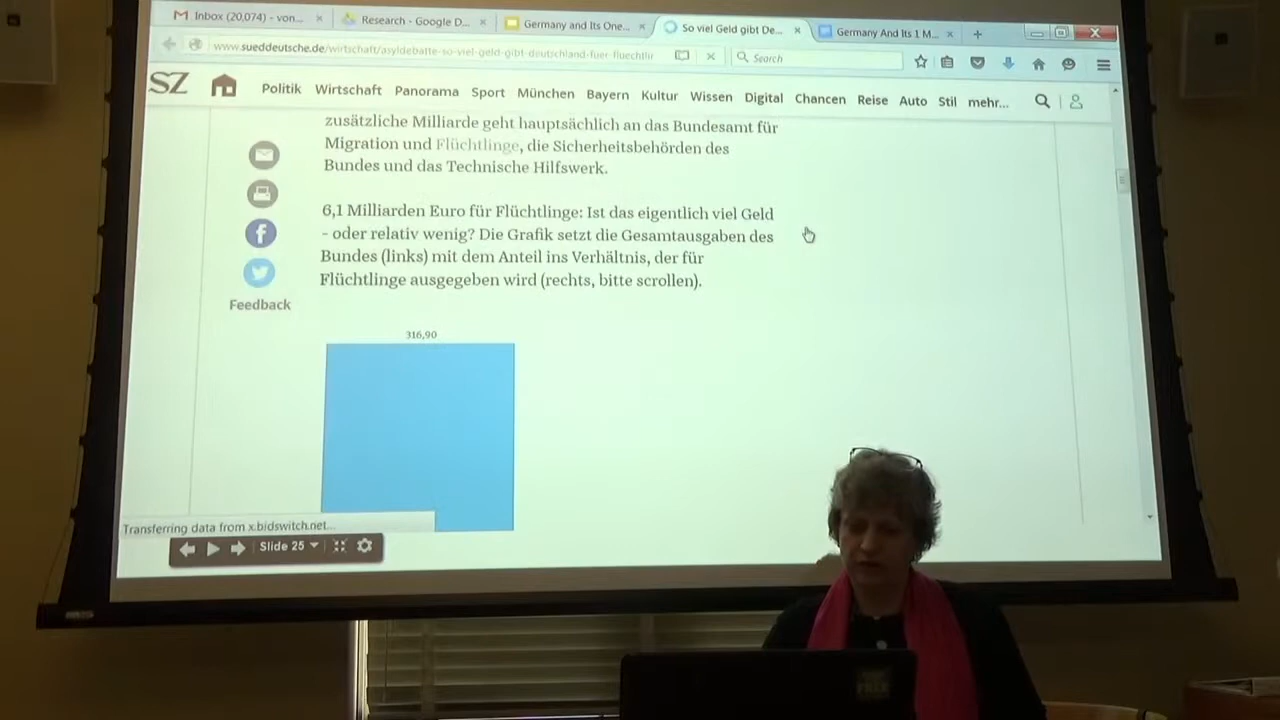 Inbox (20,074) - von...
Research - Google D...
Germany and Its One...
So viel Geld gibt De...
Germany And Its 1 M...
www.sueddeutsche.de/wirtschaft/asyldebatte-so-viel-geld-gibt-deutschland-fuer-fluechtlir
Search
SZ
Politik Wirtschaft Panorama Sport München Bayern Kultur Wissen Digital Chancen Reise Auto Stil mehr...
zusätzliche Milliarde geht hauptsächlich an das Bundesamt für
Migration und Flüchtlinge, die Sicherheitsbehörden des
Bundes und das Technische Hilfswerk.
6,1 Milliarden Euro für Flüchtlinge: Ist das eigentlich viel Geld
- oder relativ wenig? Die Grafik setzt die Gesamtausgaben des
Bundes (links) mit dem Anteil ins Verhältnis, der für
Flüchtlinge ausgegeben wird (rechts, bitte scrollen).
Feedback
316,90
Transferring data from x.bidswitch.net...
Slide 25